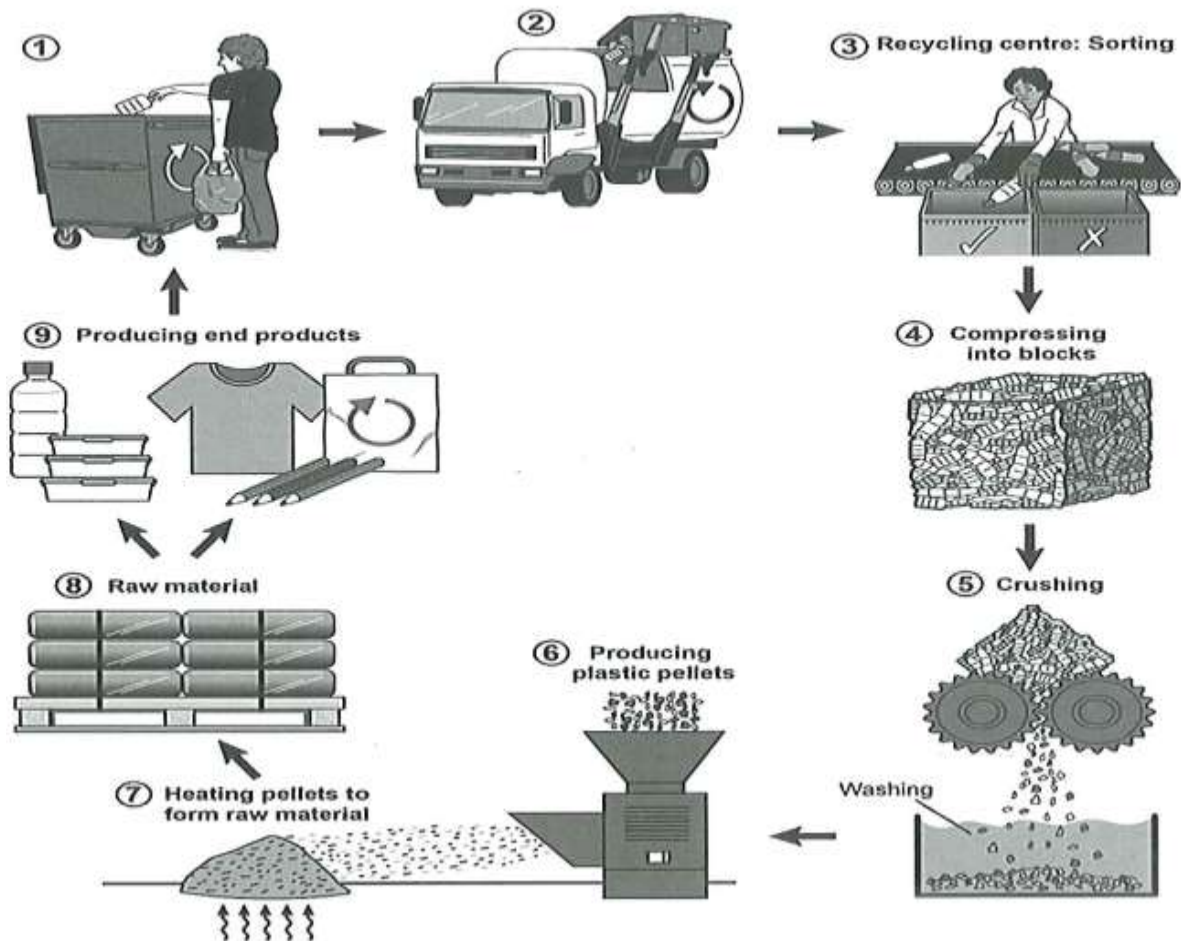 ①
②
③ Recycling centre: Sorting
④ Compressing
into blocks
⑤ Crushing
Washing
⑥ Producing
plastic pellets
⑦ Heating pellets to
form raw material
⑧ Raw material
⑨ Producing end products